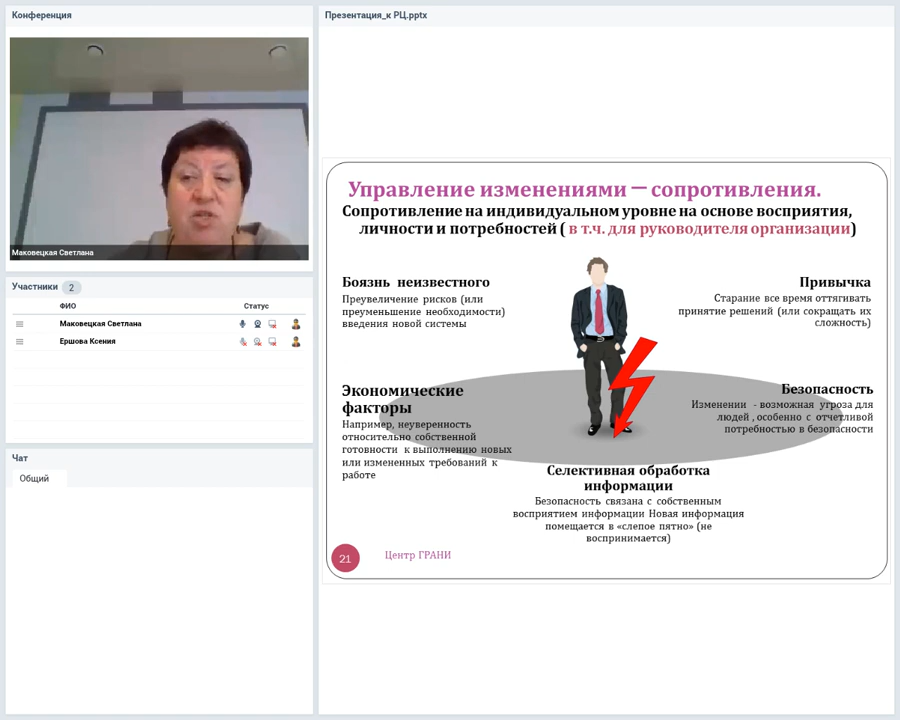 Конференция
Маковецкая Светлана
Участники 2
ФИО Статус
Маковецкая Светлана
Ершова Ксения
Чат
Общий
Презентация_к РЦ.pptx
Управление изменениями – сопротивления.
Сопротивление на индивидуальном уровне на основе восприятия,
личности и потребностей ( в т.ч. для руководителя организации)
Боязнь неизвестного
Преувеличение рисков (или
преуменьшение необходимости)
введения новой системы
Привычка
Старание все время оттягивать
принятие решений (или сокращать их
сложность)
Экономические
факторы
Например, неуверенность
относительно собственной
готовности к выполнению новых
или измененных требований к
работе
Безопасность
Изменении - возможная угроза для
людей , особенно с отчетливой
потребностью в безопасности
Селективная обработка
информации
Безопасность связана с собственным
восприятием информации Новая информация
помещается в «слепое пятно» (не
воспринимается)
21
Центр ГРАНИ